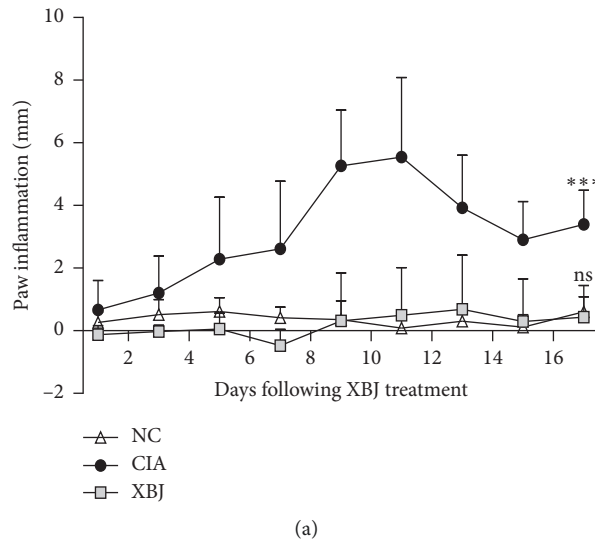 10
8
6
4
2
0
−2
Paw inflammation (mm)
***
ns
2 4 6 8 10 12 14 16
Days following XBJ treatment
NC
CIA
XBJ
(a)